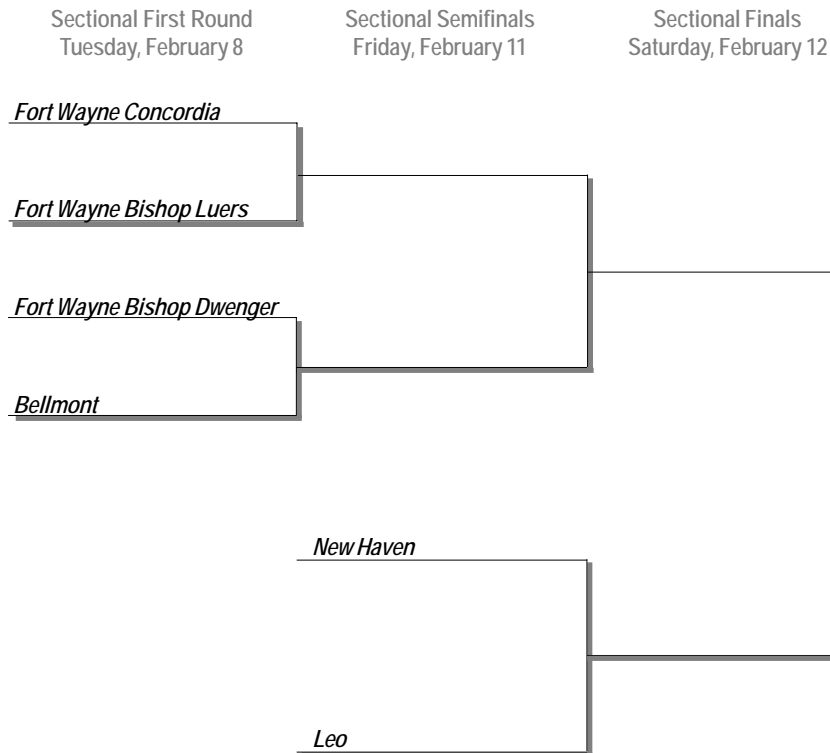 Sectional First Round
Tuesday, February 8
Sectional Semifinals
Friday, February 11
Sectional Finals
Saturday, February 12
Fort Wayne Concordia
Fort Wayne Bishop Luers
Fort Wayne Bishop Dwenger
Bellmont
New Haven
Leo